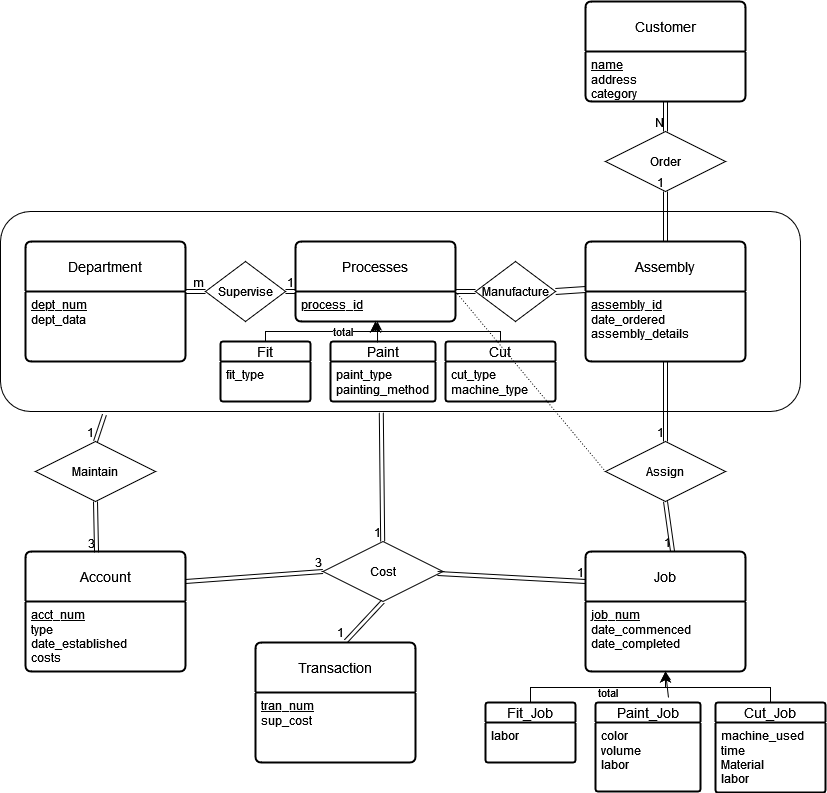 Customer
name
address
category
N
Order
1
Department
dept_num
dept_data
m
Supervise
1
Processes
process_id
Manufacture
Assembly
assembly_id
date_ordered
assembly_details
total
Fit
fit_type
Paint
paint_type
painting_method
Cut
cut_type
machine_type
1
Maintain
3
1
Assign
1
Account
acct_num
type
date_established
costs
3
1
Cost
1
1
Job
job_num
date_commenced
date_completed
Transaction
tran_num
sup_cost
total
Fit_Job
labor
Paint_Job
color
volume
labor
Cut_Job
machine_used
time
Material
labor